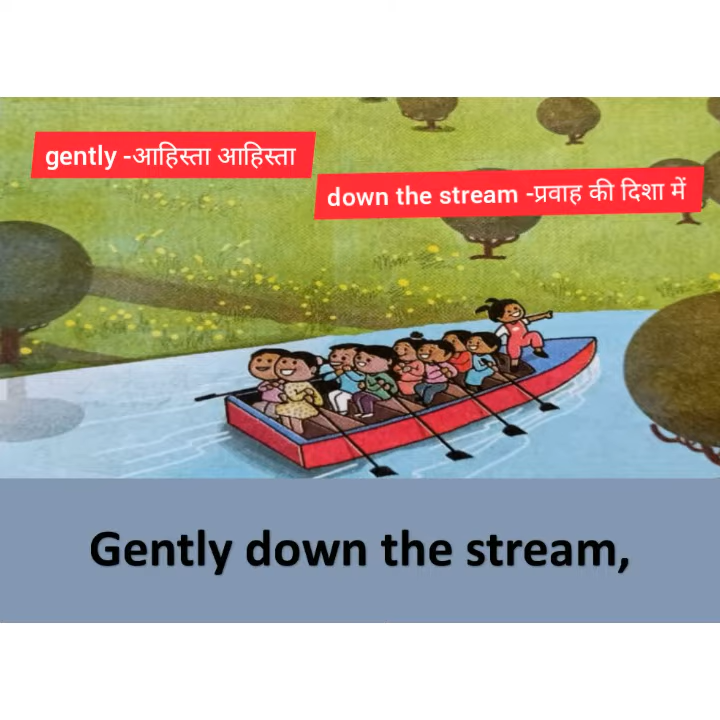 gently -आहिस्ता आहिस्ता
down the stream -प्रवाह की दिशा में
Gently down the stream,